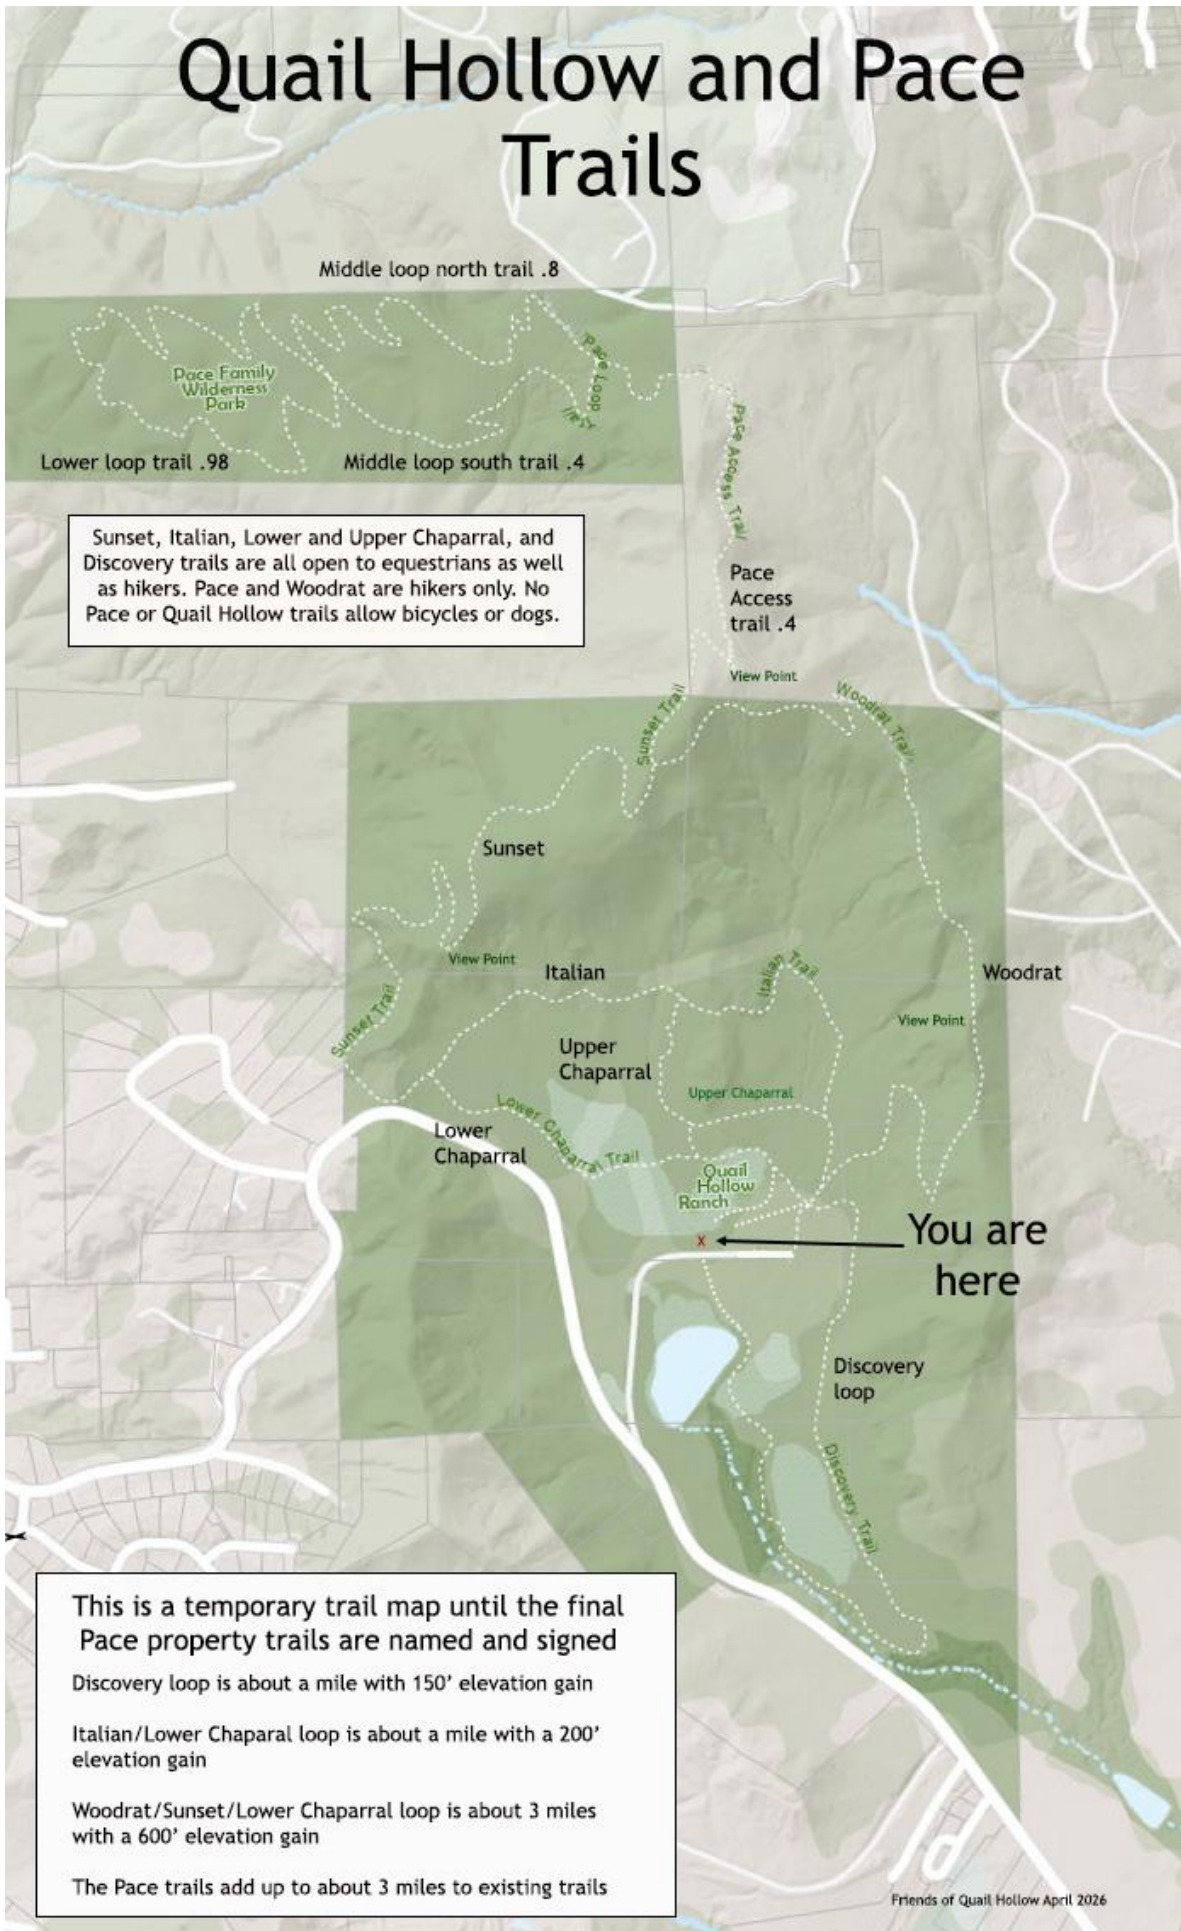 Quail Hollow and Pace
Trails
Middle loop north trail .8
Pace Loop
Trail
Pace Family
Wilderness
Park
Pace Access Trail
Lower loop trail .98
Middle loop south trail .4
Sunset, Italian, Lower and Upper Chaparral, and
Discovery trails are all open to equestrians as well
as hikers. Pace and Woodrat are hikers only. No
Pace or Quail Hollow trails allow bicycles or dogs.
Pace
Access
trail .4
View Point
Sunset Trail
Woodrat Trail
Sunset
View Point
Italian
Italian Trail
Woodrat
Sunset Trail
View Point
Upper
Chaparral
Upper Chaparral
Lower Chaparral Trail
Lower
Chaparral
Quail
Hollow
Ranch
You are
here
X
Discovery
loop
Discovery Trail
This is a temporary trail map until the final
Pace property trails are named and signed
Discovery loop is about a mile with 150’ elevation gain
Italian/Lower Chaparal loop is about a mile with a 200’
elevation gain
Woodrat/Sunset/Lower Chaparral loop is about 3 miles
with a 600’ elevation gain
The Pace trails add up to about 3 miles to existing trails
Friends of Quail Hollow April 2026